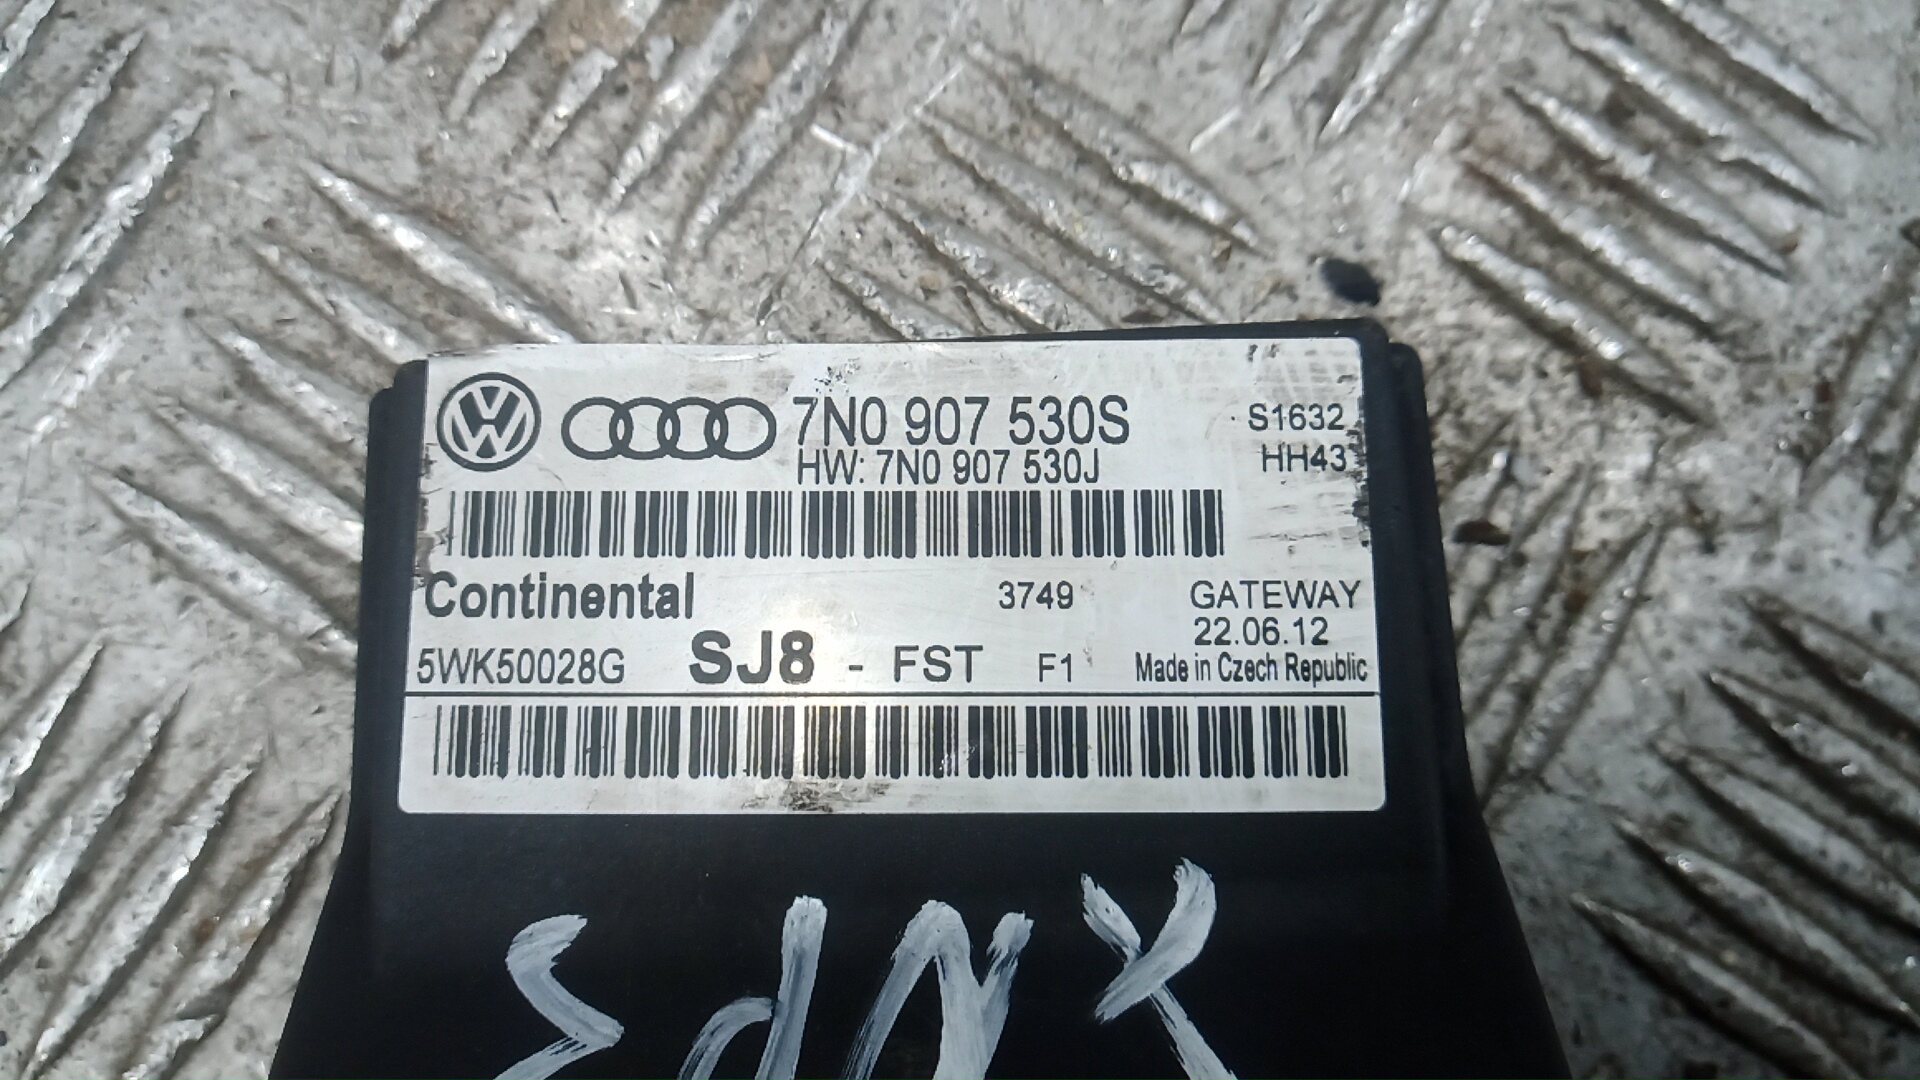 7N0 907 530S
S1632
HW: 7N0 907 530J
HH43
Continental
3749
GATEWAY
22.06.12
5WK50028G
SJ8 - FST F1
Made in Czech Republic